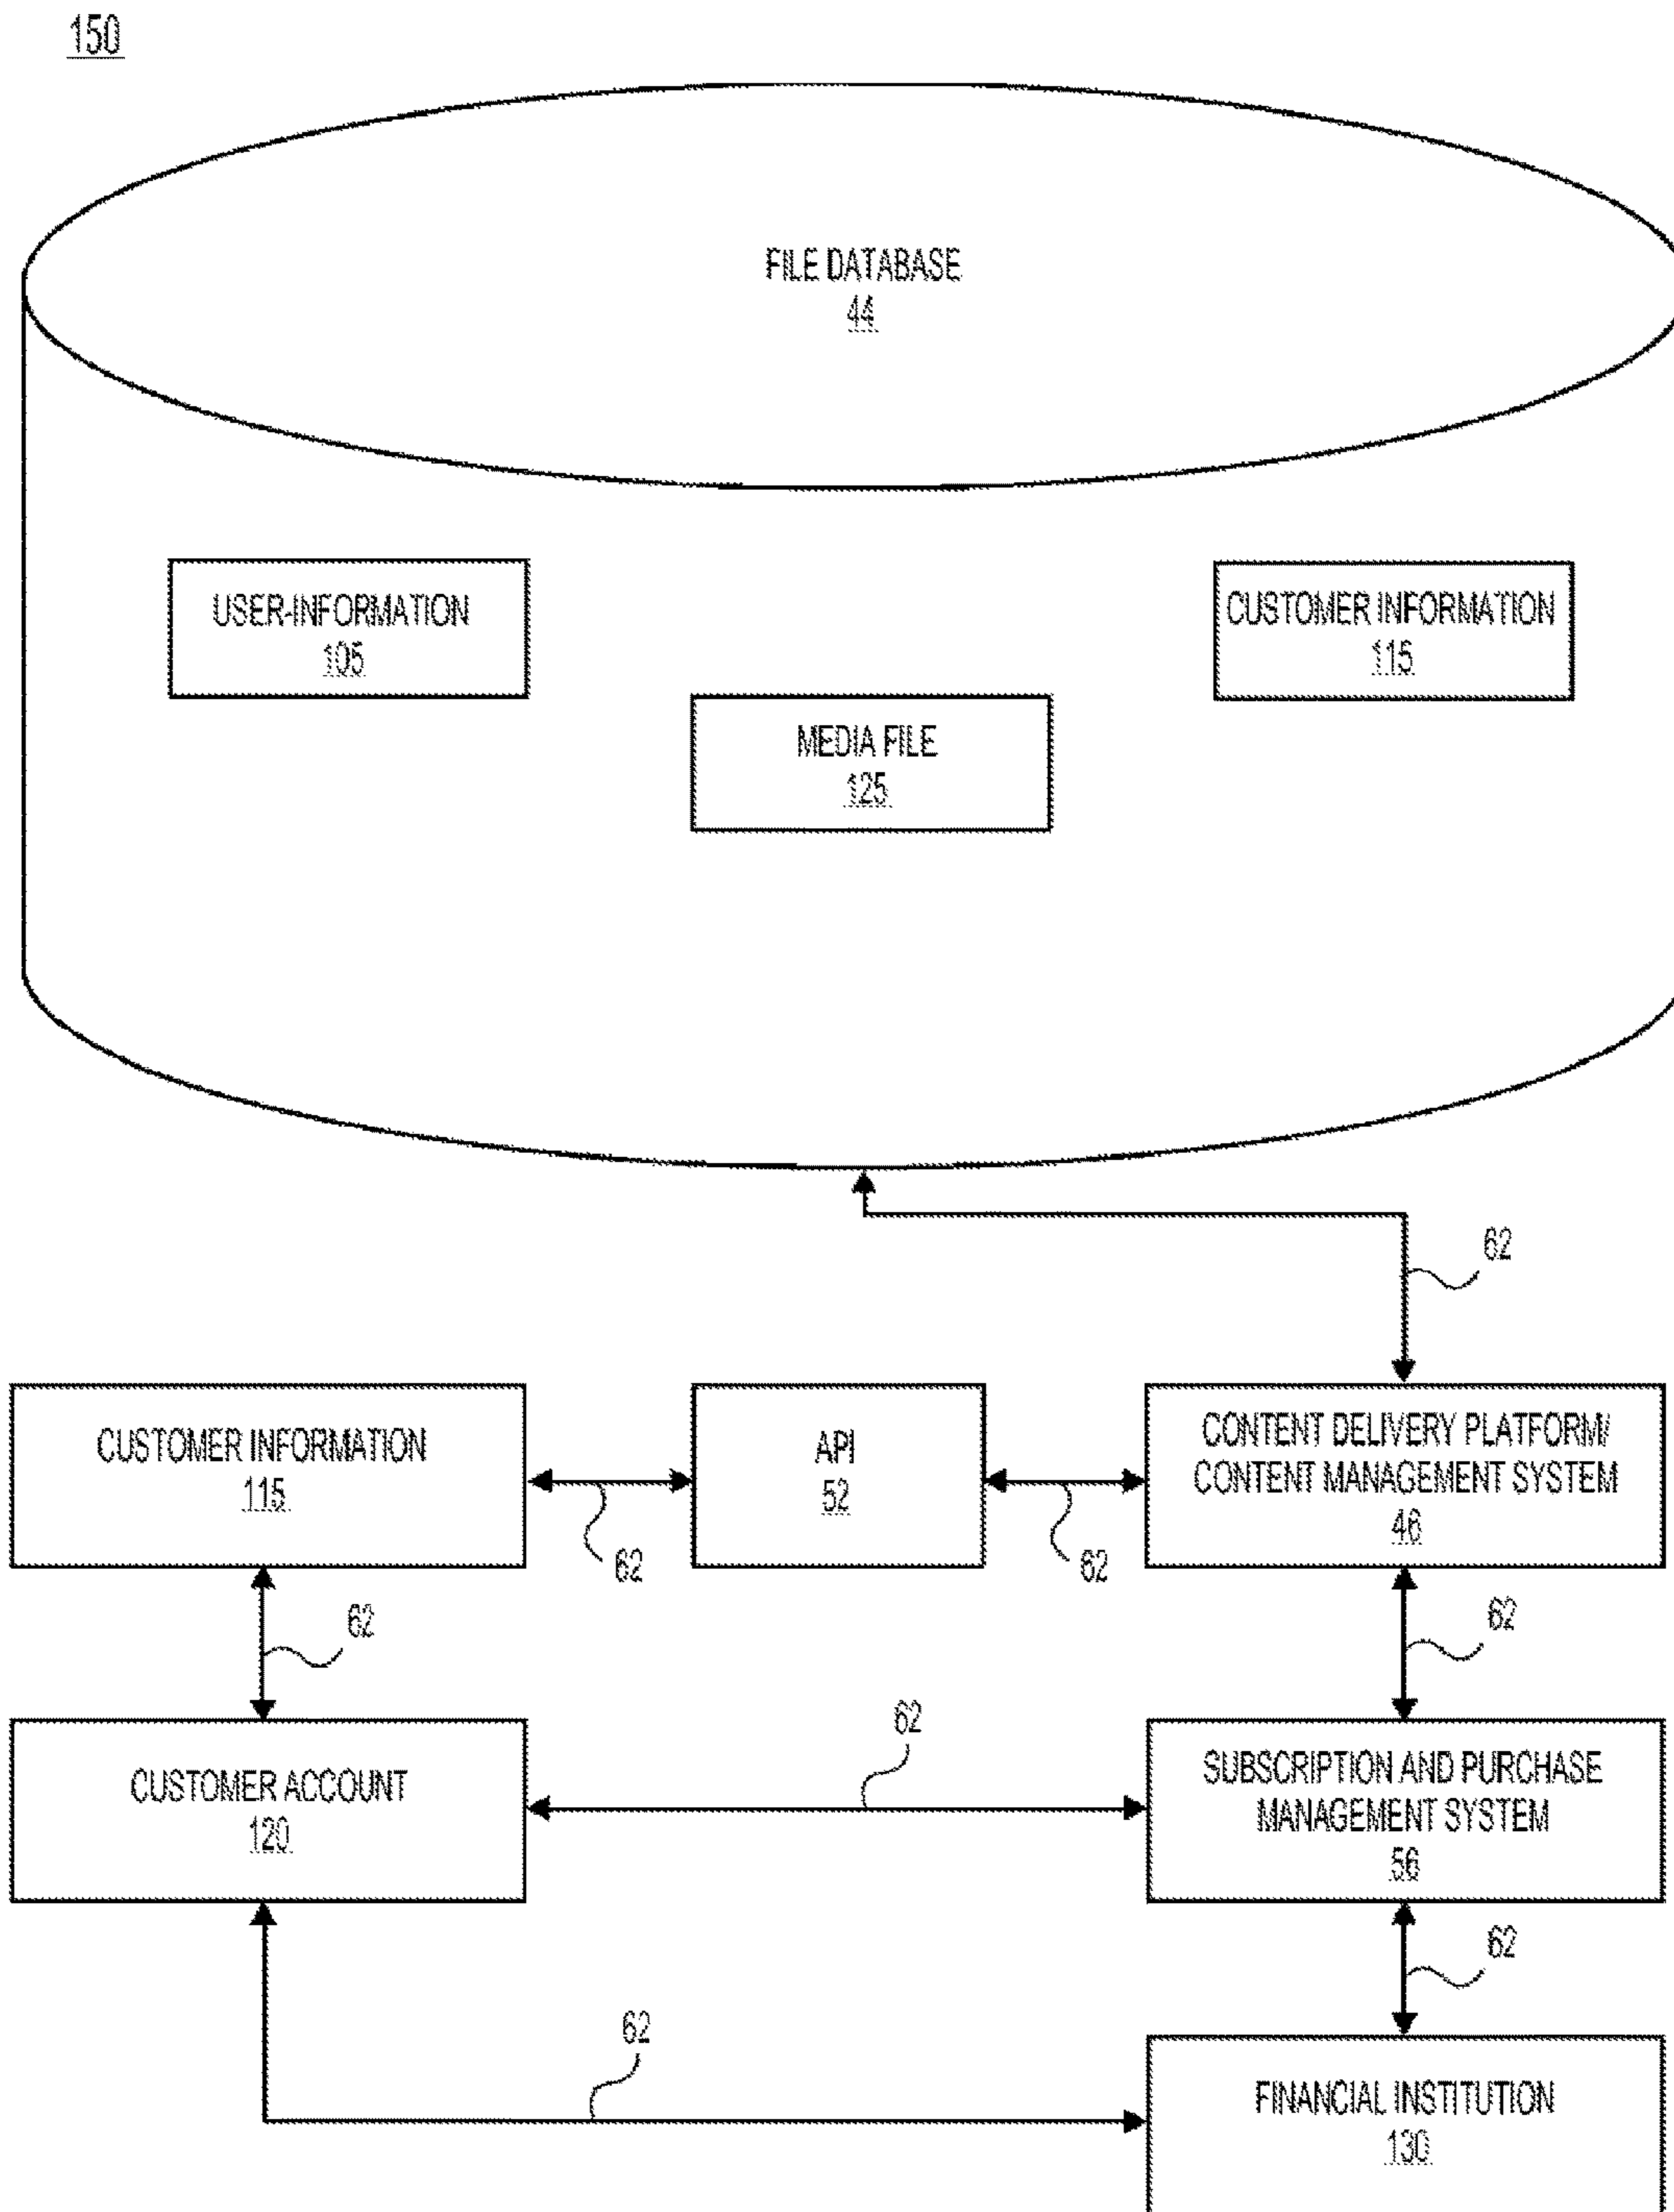 150
FILE DATABASE
44
USER-INFORMATION
105
CUSTOMER INFORMATION
115
MEDIA FILE
125
62
CUSTOMER INFORMATION
115
62
API
52
62
CONTENT DELIVERY PLATFORM/
CONTENT MANAGEMENT SYSTEM
46
62
62
CUSTOMER ACCOUNT
120
62
SUBSCRIPTION AND PURCHASE
MANAGEMENT SYSTEM
56
62
62
FINANCIAL INSTITUTION
130